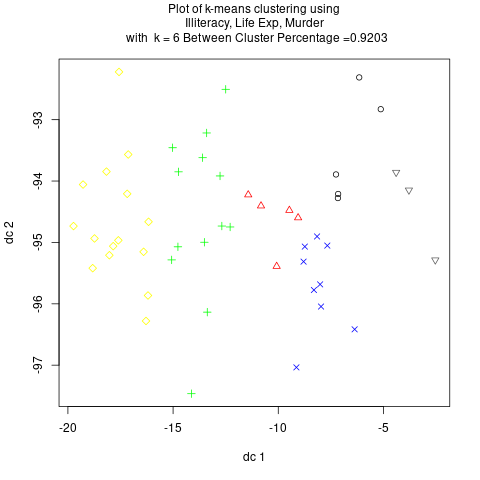 Plot of k-means clustering using
Illiteracy, Life Exp, Murder
with k = 6 Between Cluster Percentage =0.9203
dc 2
-93
-94
-95
-96
-97
-20
-15
-10
-5
dc 1